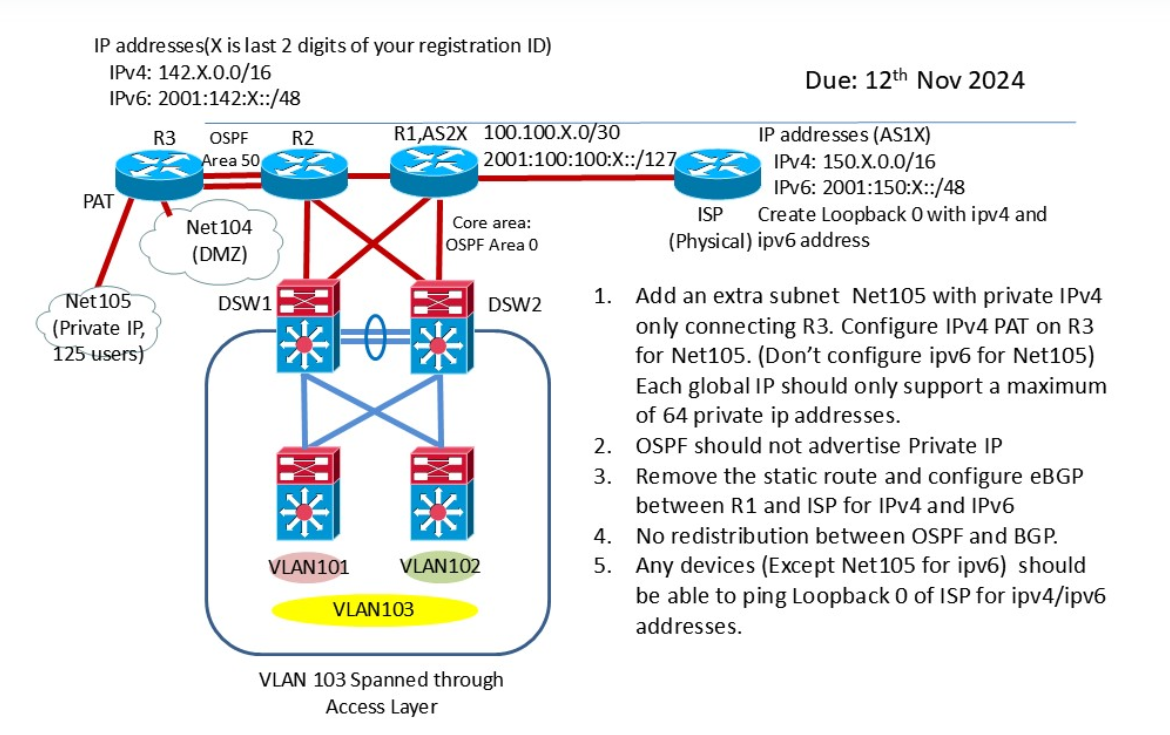 IP addresses(X is last 2 digits of your registration ID)
IPv4: 142.X.0.0/16
IPv6: 2001:142:X::/48
Due: 12th Nov 2024
R3
OSPF
Area 50
R2
R1,AS2X
100.100.X.0/30
2001:100:100:X::/127
IP addresses (AS1X)
IPv4: 150.X.0.0/16
IPv6: 2001:150:X::/48
PAT
ISP
(Physical)
Create Loopback 0 with ipv4 and
ipv6 address
Net104
(DMZ)
Core area:
OSPF Area 0
Net105
(Private IP,
125 users)
DSW1
DSW2
1. Add an extra subnet Net105 with private IPv4
only connecting R3. Configure IPv4 PAT on R3
for Net105. (Don't configure ipv6 for Net105)
Each global IP should only support a maximum
of 64 private ip addresses.
2. OSPF should not advertise Private IP
3. Remove the static route and configure eBGP
between R1 and ISP for IPv4 and IPv6
4. No redistribution between OSPF and BGP.
5. Any devices (Except Net105 for ipv6) should
be able to ping Loopback 0 of ISP for ipv4/ipv6
addresses.
VLAN101
VLAN102
VLAN103
VLAN 103 Spanned through
Access Layer